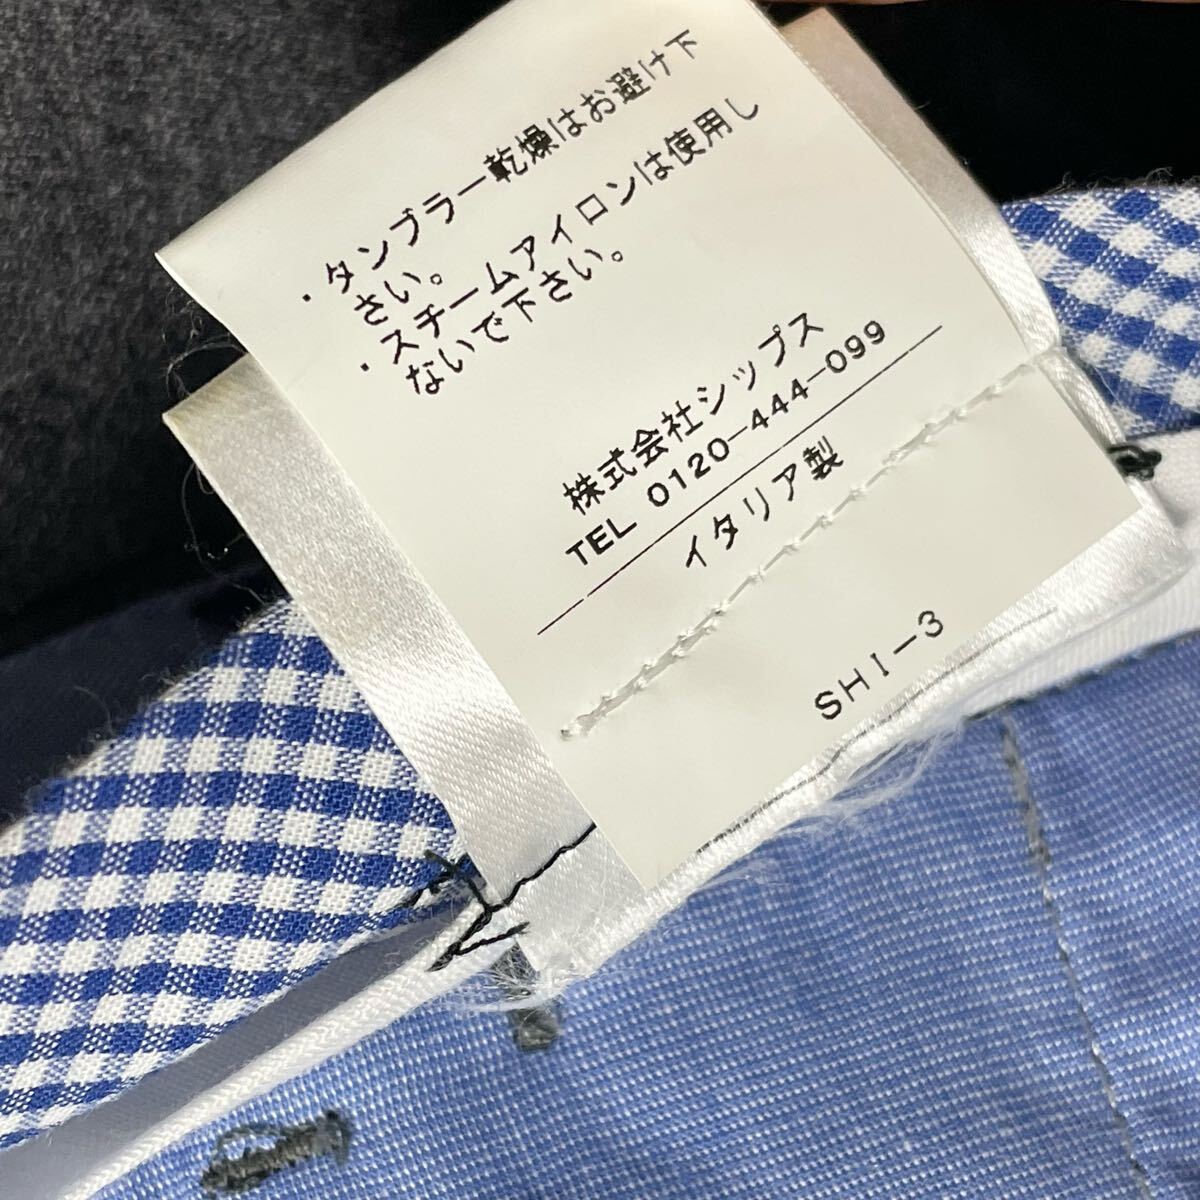 ・タンブラー乾燥はお避け下
さい。
・スチームアイロンは使用し
ないで下さい。
株式会社シップス
TEL 0120-444-099
イタリア製
SHI-3